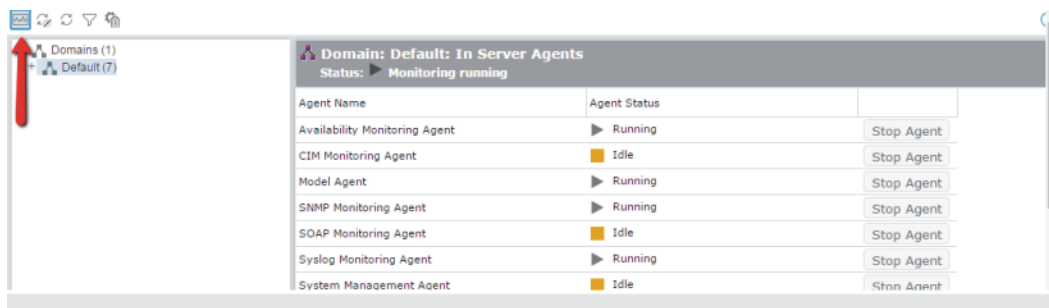 Domains (1)
+ Default (7)
Domain: Default: In Server Agents
Status: Monitoring running
Agent Name Agent Status
Availability Monitoring Agent Running Stop Agent
CIM Monitoring Agent Idle Stop Agent
Model Agent Running Stop Agent
SNMP Monitoring Agent Running Stop Agent
SOAP Monitoring Agent Idle Stop Agent
Syslog Monitoring Agent Running Stop Agent
System Management Agent Idle Stop Agent